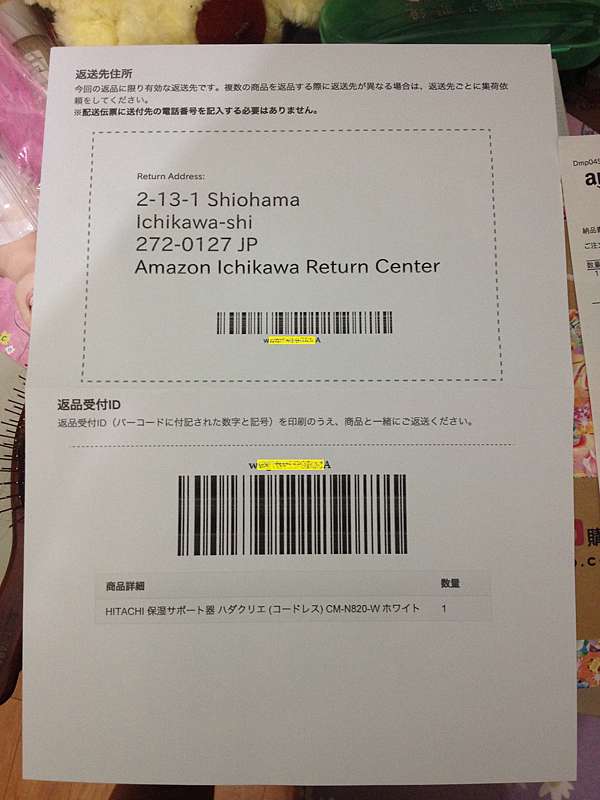 返送先住所
今回の返品に限り有効な返送先です。複数の商品を返品する際に返送先が異なる場合は、返送先ごとに集荷依
頼をしてください。
※配送伝票に送付先の電話番号を記入する必要はありません。
Return Address:
2-13-1 Shiohama
Ichikawa-shi
272-0127 JP
Amazon Ichikawa Return Center
返品受付ID
返品受付ID（バーコードに付記された数字と記号）を印刷のうえ、商品と一緒にご返送ください。
商品詳細 数量
HITACHI 保湿サポート器 ハダクリエ (コードレス) CM-N820-W ホワイト 1
Dmp049
納品
ご注
数量
1
購